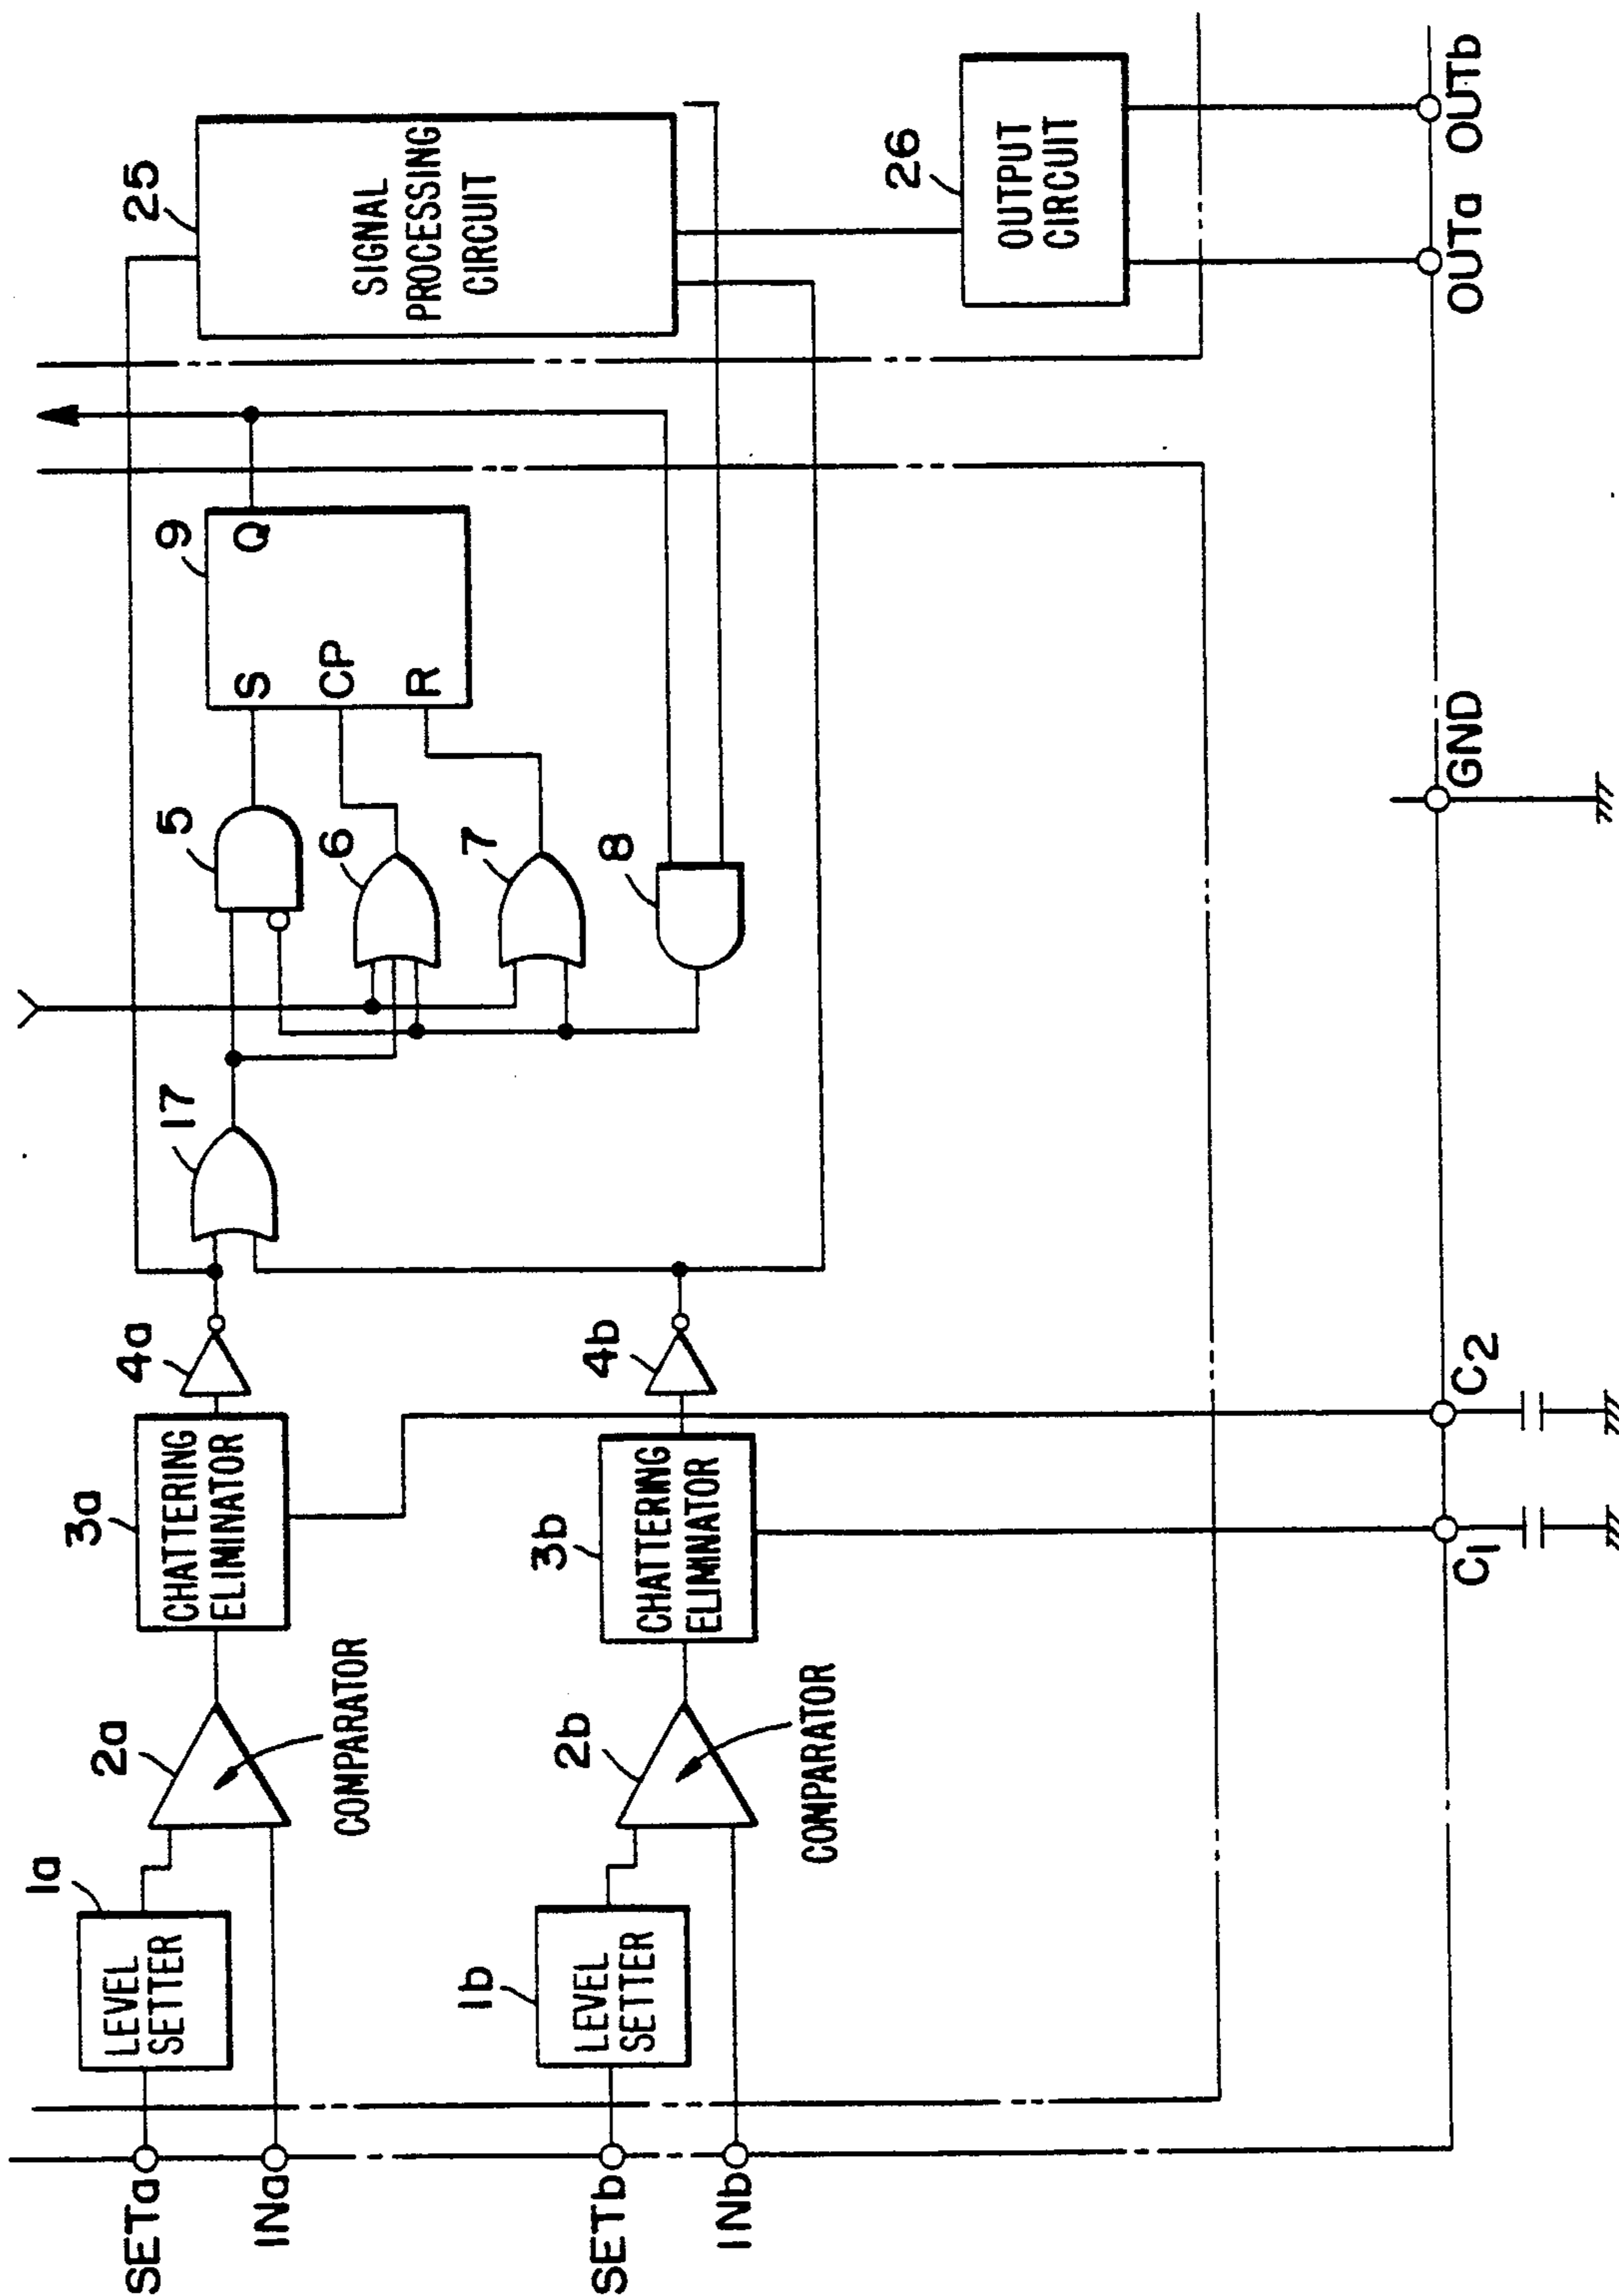 SETa
INa
SETb
INb
1a
LEVEL
SETTER
1b
LEVEL
SETTER
2a
COMPARATOR
2b
COMPARATOR
3a
CHATTERING
ELIMINATOR
3b
CHATTERING
ELIMINATOR
4a
4b
17
5
6
7
8
9
S
CP
R
Q
25
SIGNAL
PROCESSING
CIRCUIT
26
OUTPUT
CIRCUIT
C1
C2
GND
OUTa
OUTb